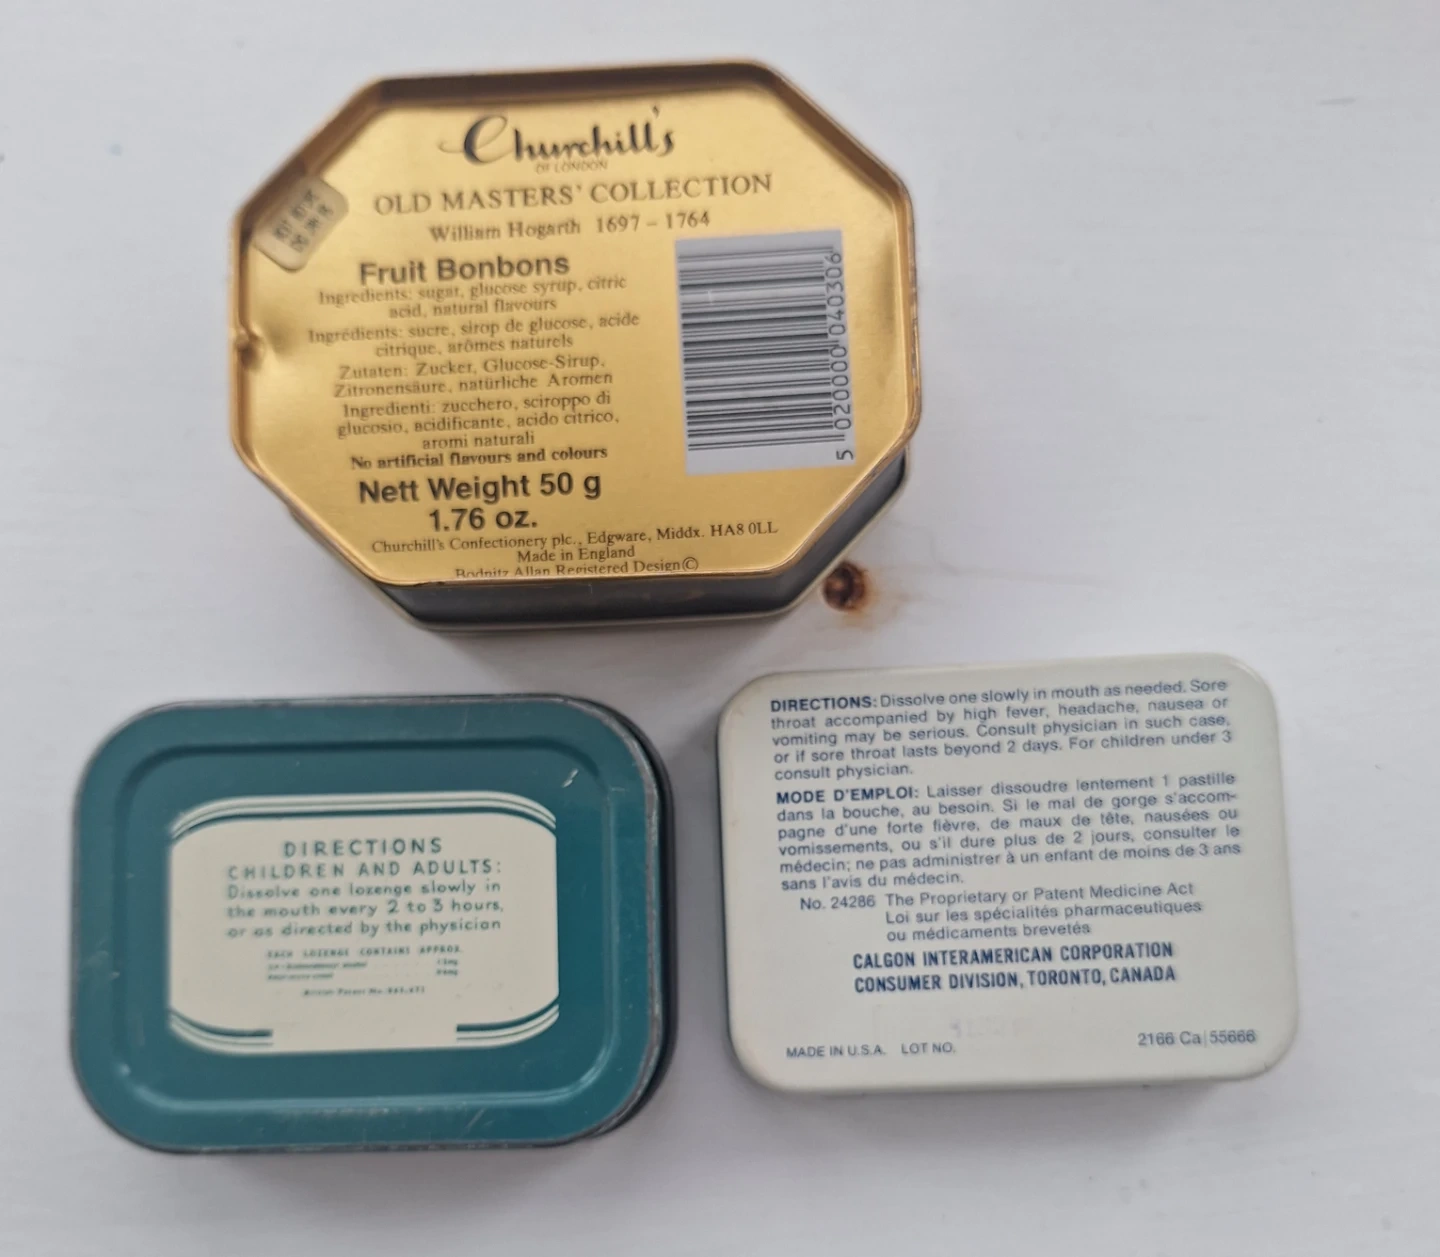 Churchill's
OF LONDON
OLD MASTERS' COLLECTION
William Hogarth 1697 – 1764
Fruit Bonbons
Ingredients: sugar, glucose syrup, citric
acid, natural flavours
Ingrédients: sucre, sirop de glucose, acide
citrique, arômes naturels
Zutaten: Zucker, Glucose-Sirup,
Zitronensäure, natürliche Aromen
Ingredienti: zucchero, sciroppo di
glucosio, acidificante, acido citrico,
aromi naturali
No artificial flavours and colours
Nett Weight 50 g
1.76 oz.
Churchill's Confectionery plc., Edgware, Middx. HA8 0LL
Made in England
Bodnitz Allan Registered Design©
5 020000 040306
DIRECTIONS
CHILDREN AND ADULTS:
Dissolve one lozenge slowly in
the mouth every 2 to 3 hours,
or as directed by the physician
EACH LOZENGE CONTAINS APPROX.
British Patent No.
DIRECTIONS: Dissolve one slowly in mouth as needed. Sore
throat accompanied by high fever, headache, nausea or
vomiting may be serious. Consult physician in such case,
or if sore throat lasts beyond 2 days. For children under 3
consult physician.
MODE D'EMPLOI: Laisser dissoudre lentement 1 pastille
dans la bouche, au besoin. Si le mal de gorge s'accom-
pagne d'une forte fièvre, de maux de tête, nausées ou
vomissements, ou s'il dure plus de 2 jours, consulter le
médecin; ne pas administrer à un enfant de moins de 3 ans
sans l'avis du médecin.
No. 24286 The Proprietary or Patent Medicine Act
Loi sur les spécialités pharmaceutiques
ou médicaments brevetés
CALGON INTERAMERICAN CORPORATION
CONSUMER DIVISION, TORONTO, CANADA
MADE IN U.S.A. LOT NO.
2166 Ca|55666